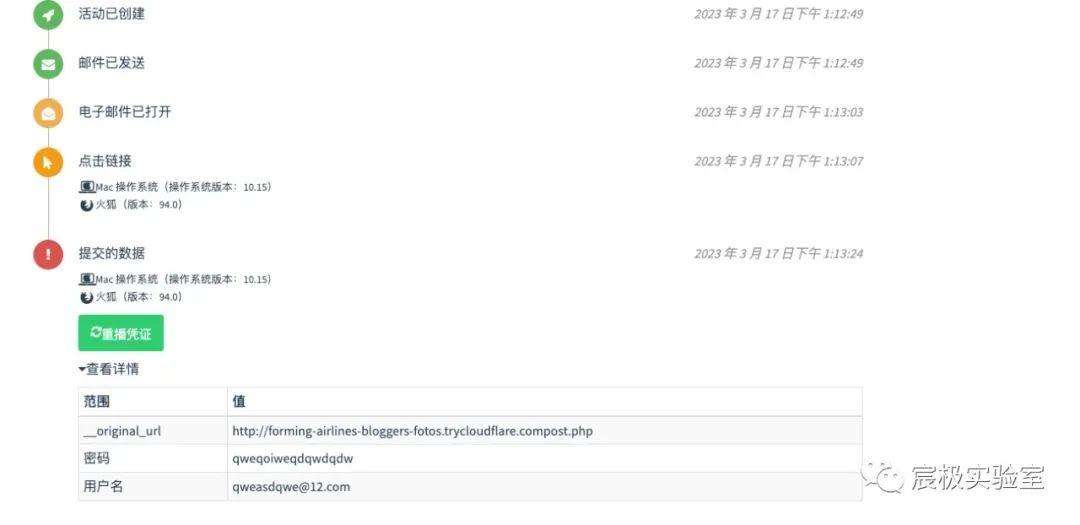 活动已创建 2023 年 3 月 17 日下午 1:12:49
邮件已发送 2023 年 3 月 17 日下午 1:12:49
电子邮件已打开 2023 年 3 月 17 日下午 1:13:03
点击链接 2023 年 3 月 17 日下午 1:13:07
Mac 操作系统（操作系统版本：10.15）
火狐（版本：94.0）
提交的数据 2023 年 3 月 17 日下午 1:13:24
Mac 操作系统（操作系统版本：10.15）
火狐（版本：94.0）
重播凭证
查看详情
范围 值
__original_url http://forming-airlines-bloggers-fotos.trycloudflare.compost.php
密码 qweqoiweqdqwdqdw
用户名 qweasdqwe@12.com
宸极实验室